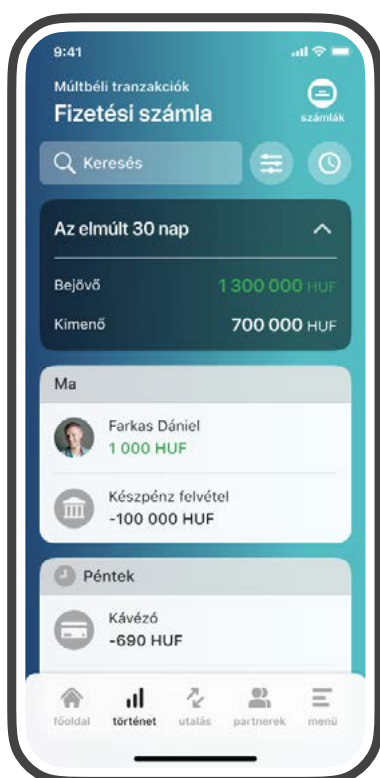 9:41
Múltbéli tranzakciók
Fizetési számla
számlák
Keresés
Az elmúlt 30 nap
Bejövő 1 300 000 HUF
Kimenő 700 000 HUF
Ma
Farkas Dániel
1 000 HUF
Készpénz felvétel
-100 000 HUF
Péntek
Kávézó
-690 HUF
főoldal történet utalás partnerek menü